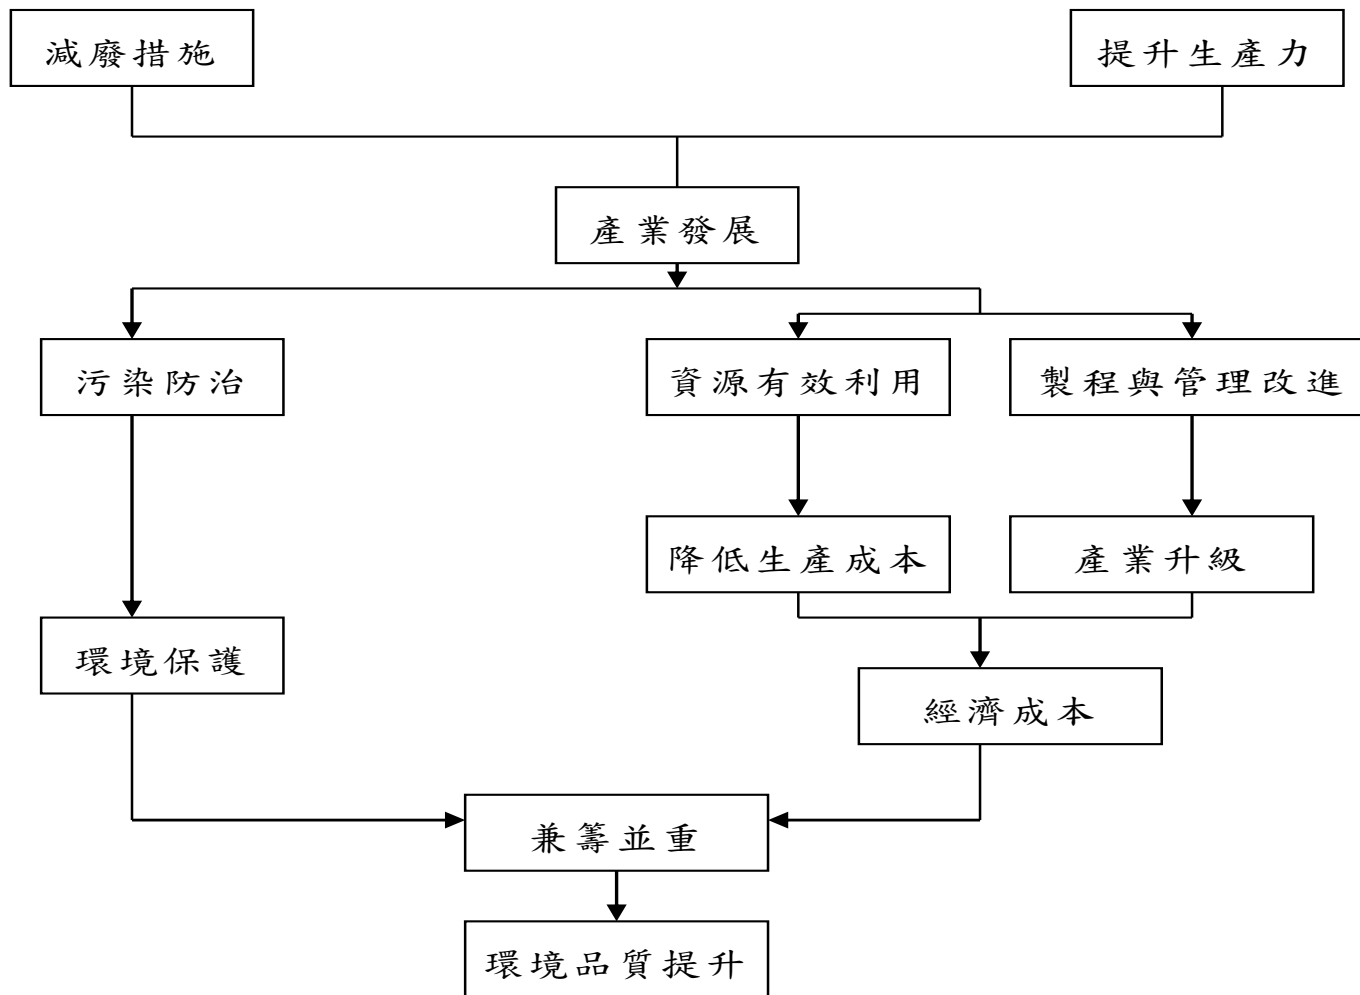 減廢措施
提升生產力
產業發展
污染防治
資源有效利用
製程與管理改進
降低生產成本
產業升級
環境保護
經濟成本
兼籌並重
環境品質提升